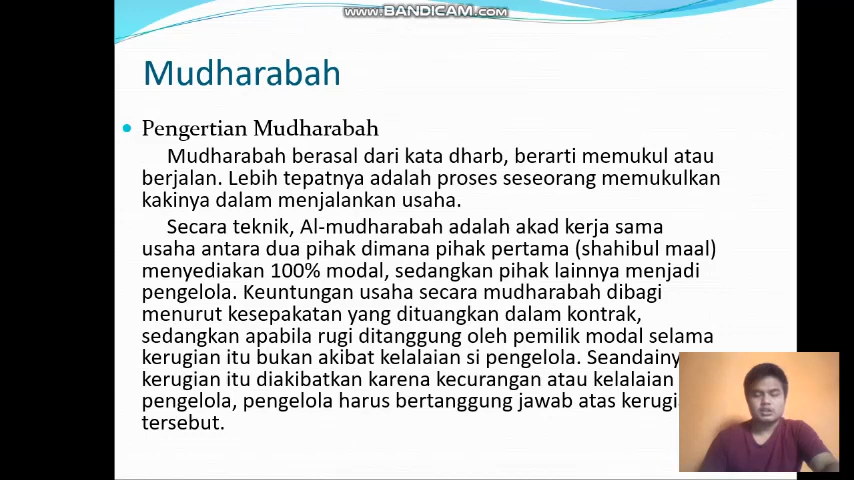 www.BANDICAM.com
Mudharabah
Pengertian Mudharabah
Mudharabah berasal dari kata dharb, berarti memukul atau
berjalan. Lebih tepatnya adalah proses seseorang memukulkan
kakinya dalam menjalankan usaha.
Secara teknik, Al-mudharabah adalah akad kerja sama
usaha antara dua pihak dimana pihak pertama (shahibul maal)
menyediakan 100% modal, sedangkan pihak lainnya menjadi
pengelola. Keuntungan usaha secara mudharabah dibagi
menurut kesepakatan yang dituangkan dalam kontrak,
sedangkan apabila rugi ditanggung oleh pemilik modal selama
kerugian itu bukan akibat kelalaian si pengelola.
kerugian itu diakibatkan karena kecurangan atau kelalaian
pengelola, pengelola harus bertanggung jawab atas
tersebut.